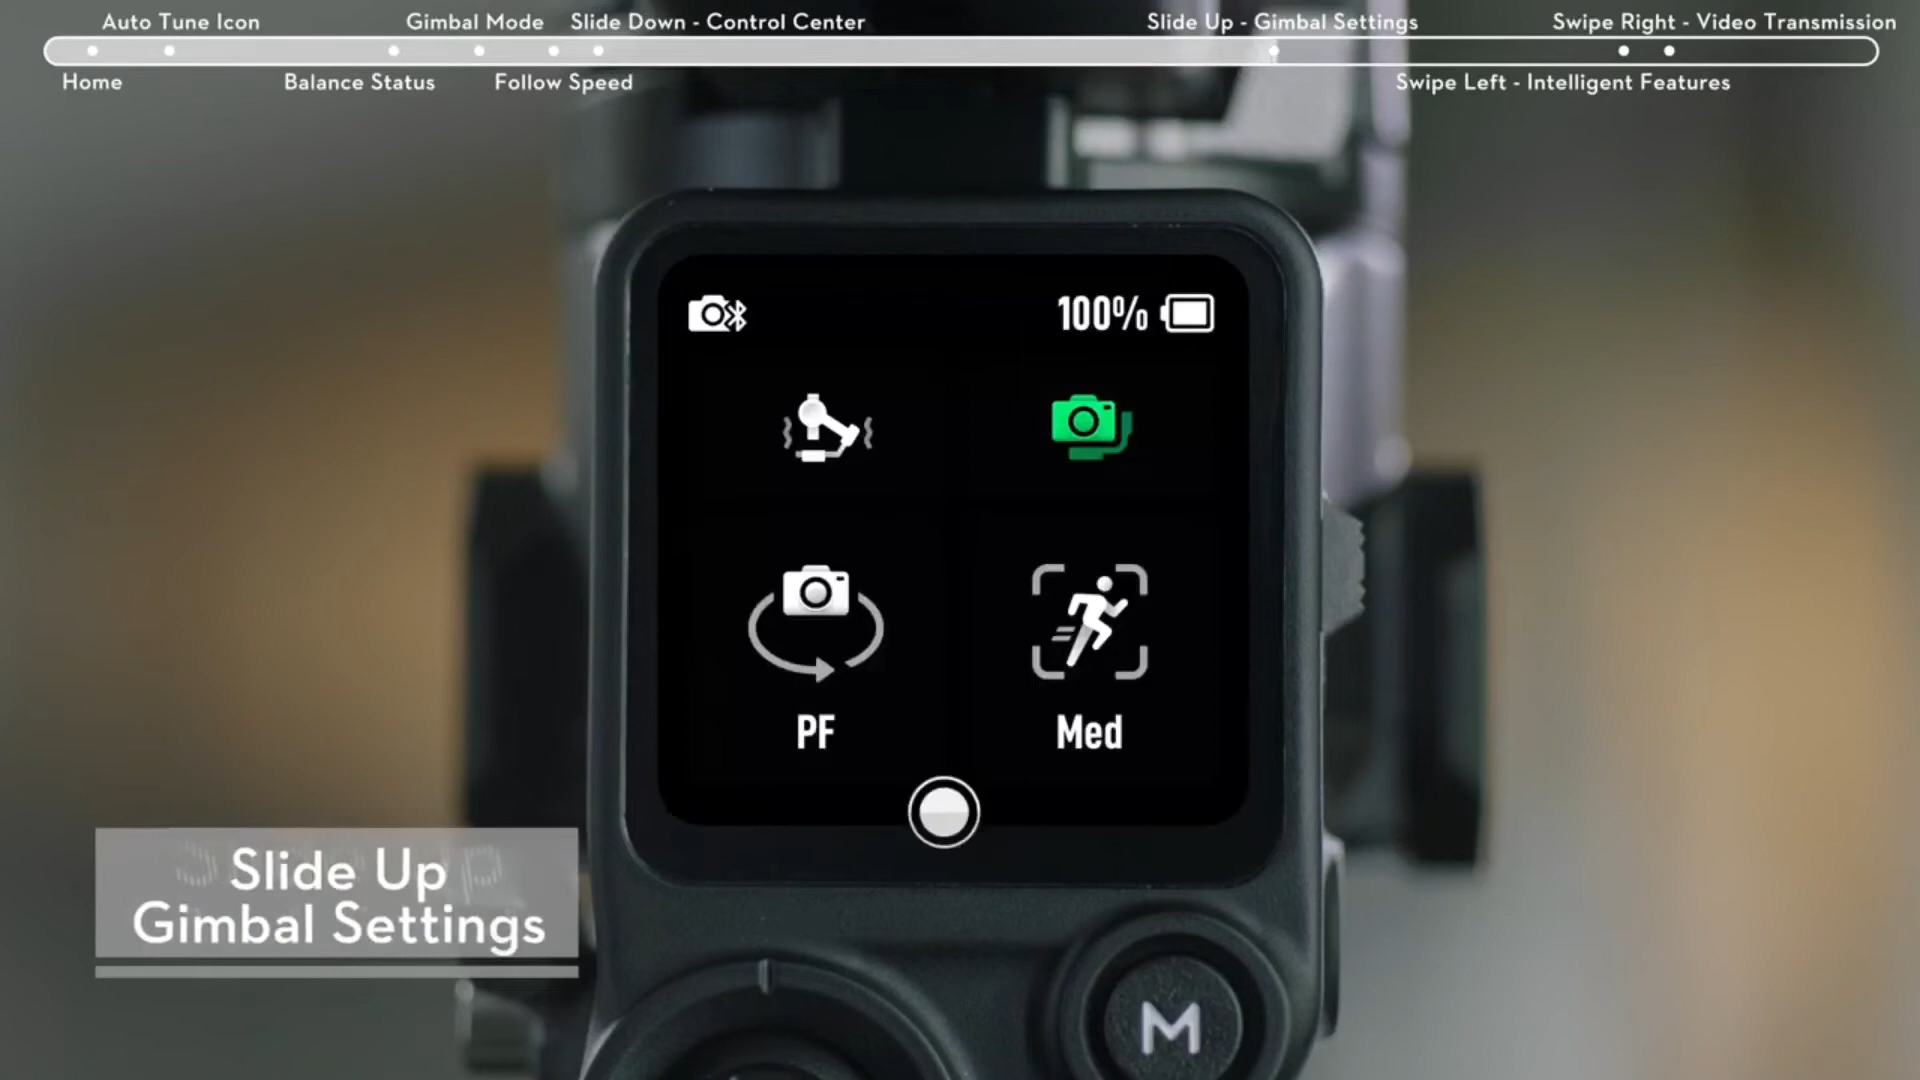 Auto Tune Icon
Gimbal Mode
Slide Down - Control Center
Slide Up - Gimbal Settings
Swipe Right - Video Transmission
Home
Balance Status
Follow Speed
Swipe Left - Intelligent Features
100%
PF
Med
Slide Up
Gimbal Settings
M